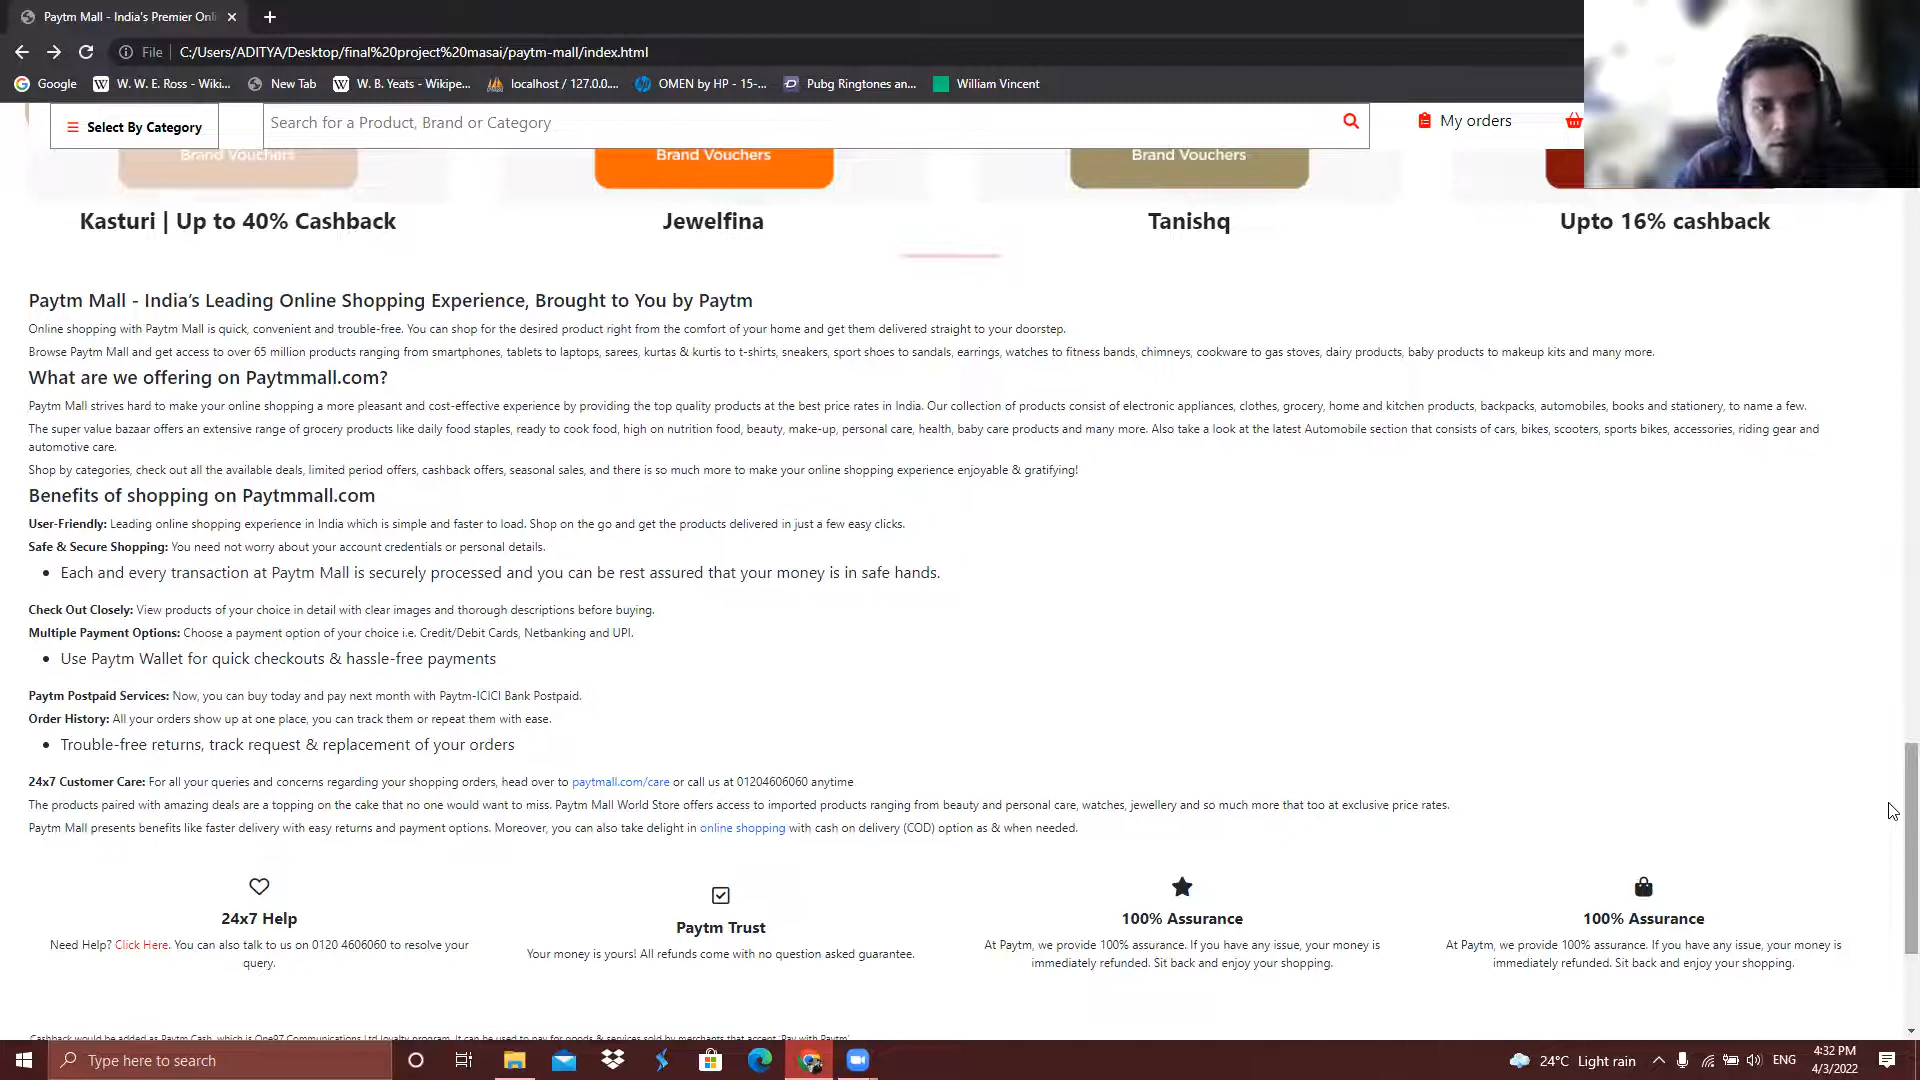 Paytm Mall - India's Premier Onli
File
C:/Users/ADITYA/Desktop/final%20project%20masai/paytm-mall/index.html
Google
W. W. E. Ross - Wiki...
New Tab
W. B. Yeats - Wikipe...
localhost / 127.0.0....
OMEN by HP - 15-...
Pubg Ringtones an...
William Vincent
Select By Category
Search for a Product, Brand or Category
My orders
Brand Vouchers
Brand Vouchers
Brand Vouchers
Kasturi | Up to 40% Cashback
Jewelfina
Tanishq
Upto 16% cashback
Paytm Mall - India’s Leading Online Shopping Experience, Brought to You by Paytm
Online shopping with Paytm Mall is quick, convenient and trouble-free. You can shop for the desired product right from the comfort of your home and get them delivered straight to your doorstep.
Browse Paytm Mall and get access to over 65 million products ranging from smartphones, tablets to laptops, sarees, kurtas & kurtis to t-shirts, sneakers, sport shoes to sandals, earrings, watches to fitness bands, chimneys, cookware to gas stoves, dairy products, baby products to makeup kits and many more.
What are we offering on Paytmmall.com?
Paytm Mall strives hard to make your online shopping a more pleasant and cost-effective experience by providing the top quality products at the best price rates in India. Our collection of products consist of electronic appliances, clothes, grocery, home and kitchen products, backpacks, automobiles, books and stationery, to name a few.
The super value bazaar offers an extensive range of grocery products like daily food staples, ready to cook food, high on nutrition food, beauty, make-up, personal care, health, baby care products and many more. Also take a look at the latest Automobile section that consists of cars, bikes, scooters, sports bikes, accessories, riding gear and
automotive care.
Shop by categories, check out all the available deals, limited period offers, cashback offers, seasonal sales, and there is so much more to make your online shopping experience enjoyable & gratifying!
Benefits of shopping on Paytmmall.com
User-Friendly: Leading online shopping experience in India which is simple and faster to load. Shop on the go and get the products delivered in just a few easy clicks.
Safe & Secure Shopping: You need not worry about your account credentials or personal details.
• Each and every transaction at Paytm Mall is securely processed and you can be rest assured that your money is in safe hands.
Check Out Closely: View products of your choice in detail with clear images and thorough descriptions before buying.
Multiple Payment Options: Choose a payment option of your choice i.e. Credit/Debit Cards, Netbanking and UPI.
• Use Paytm Wallet for quick checkouts & hassle-free payments
Paytm Postpaid Services: Now, you can buy today and pay next month with Paytm-ICICI Bank Postpaid.
Order History: All your orders show up at one place, you can track them or repeat them with ease.
• Trouble-free returns, track request & replacement of your orders
24x7 Customer Care: For all your queries and concerns regarding your shopping orders, head over to paytmall.com/care or call us at 01204606060 anytime
The products paired with amazing deals are a topping on the cake that no one would want to miss. Paytm Mall World Store offers access to imported products ranging from beauty and personal care, watches, jewellery and so much more that too at exclusive price rates.
Paytm Mall presents benefits like faster delivery with easy returns and payment options. Moreover, you can also take delight in online shopping with cash on delivery (COD) option as & when needed.
24x7 Help
Need Help? Click Here. You can also talk to us on 0120 4606060 to resolve your
query.
Paytm Trust
Your money is yours! All refunds come with no question asked guarantee.
100% Assurance
At Paytm, we provide 100% assurance. If you have any issue, your money is
immediately refunded. Sit back and enjoy your shopping.
100% Assurance
At Paytm, we provide 100% assurance. If you have any issue, your money is
immediately refunded. Sit back and enjoy your shopping.
Cashback would be added as Paytm Cash, which is One97 Communications Ltd loyalty program. It can be used to pay for goods & services sold by merchants that accept 'Pay with Paytm'
Type here to search
24°C Light rain
ENG
4:32 PM
4/3/2022